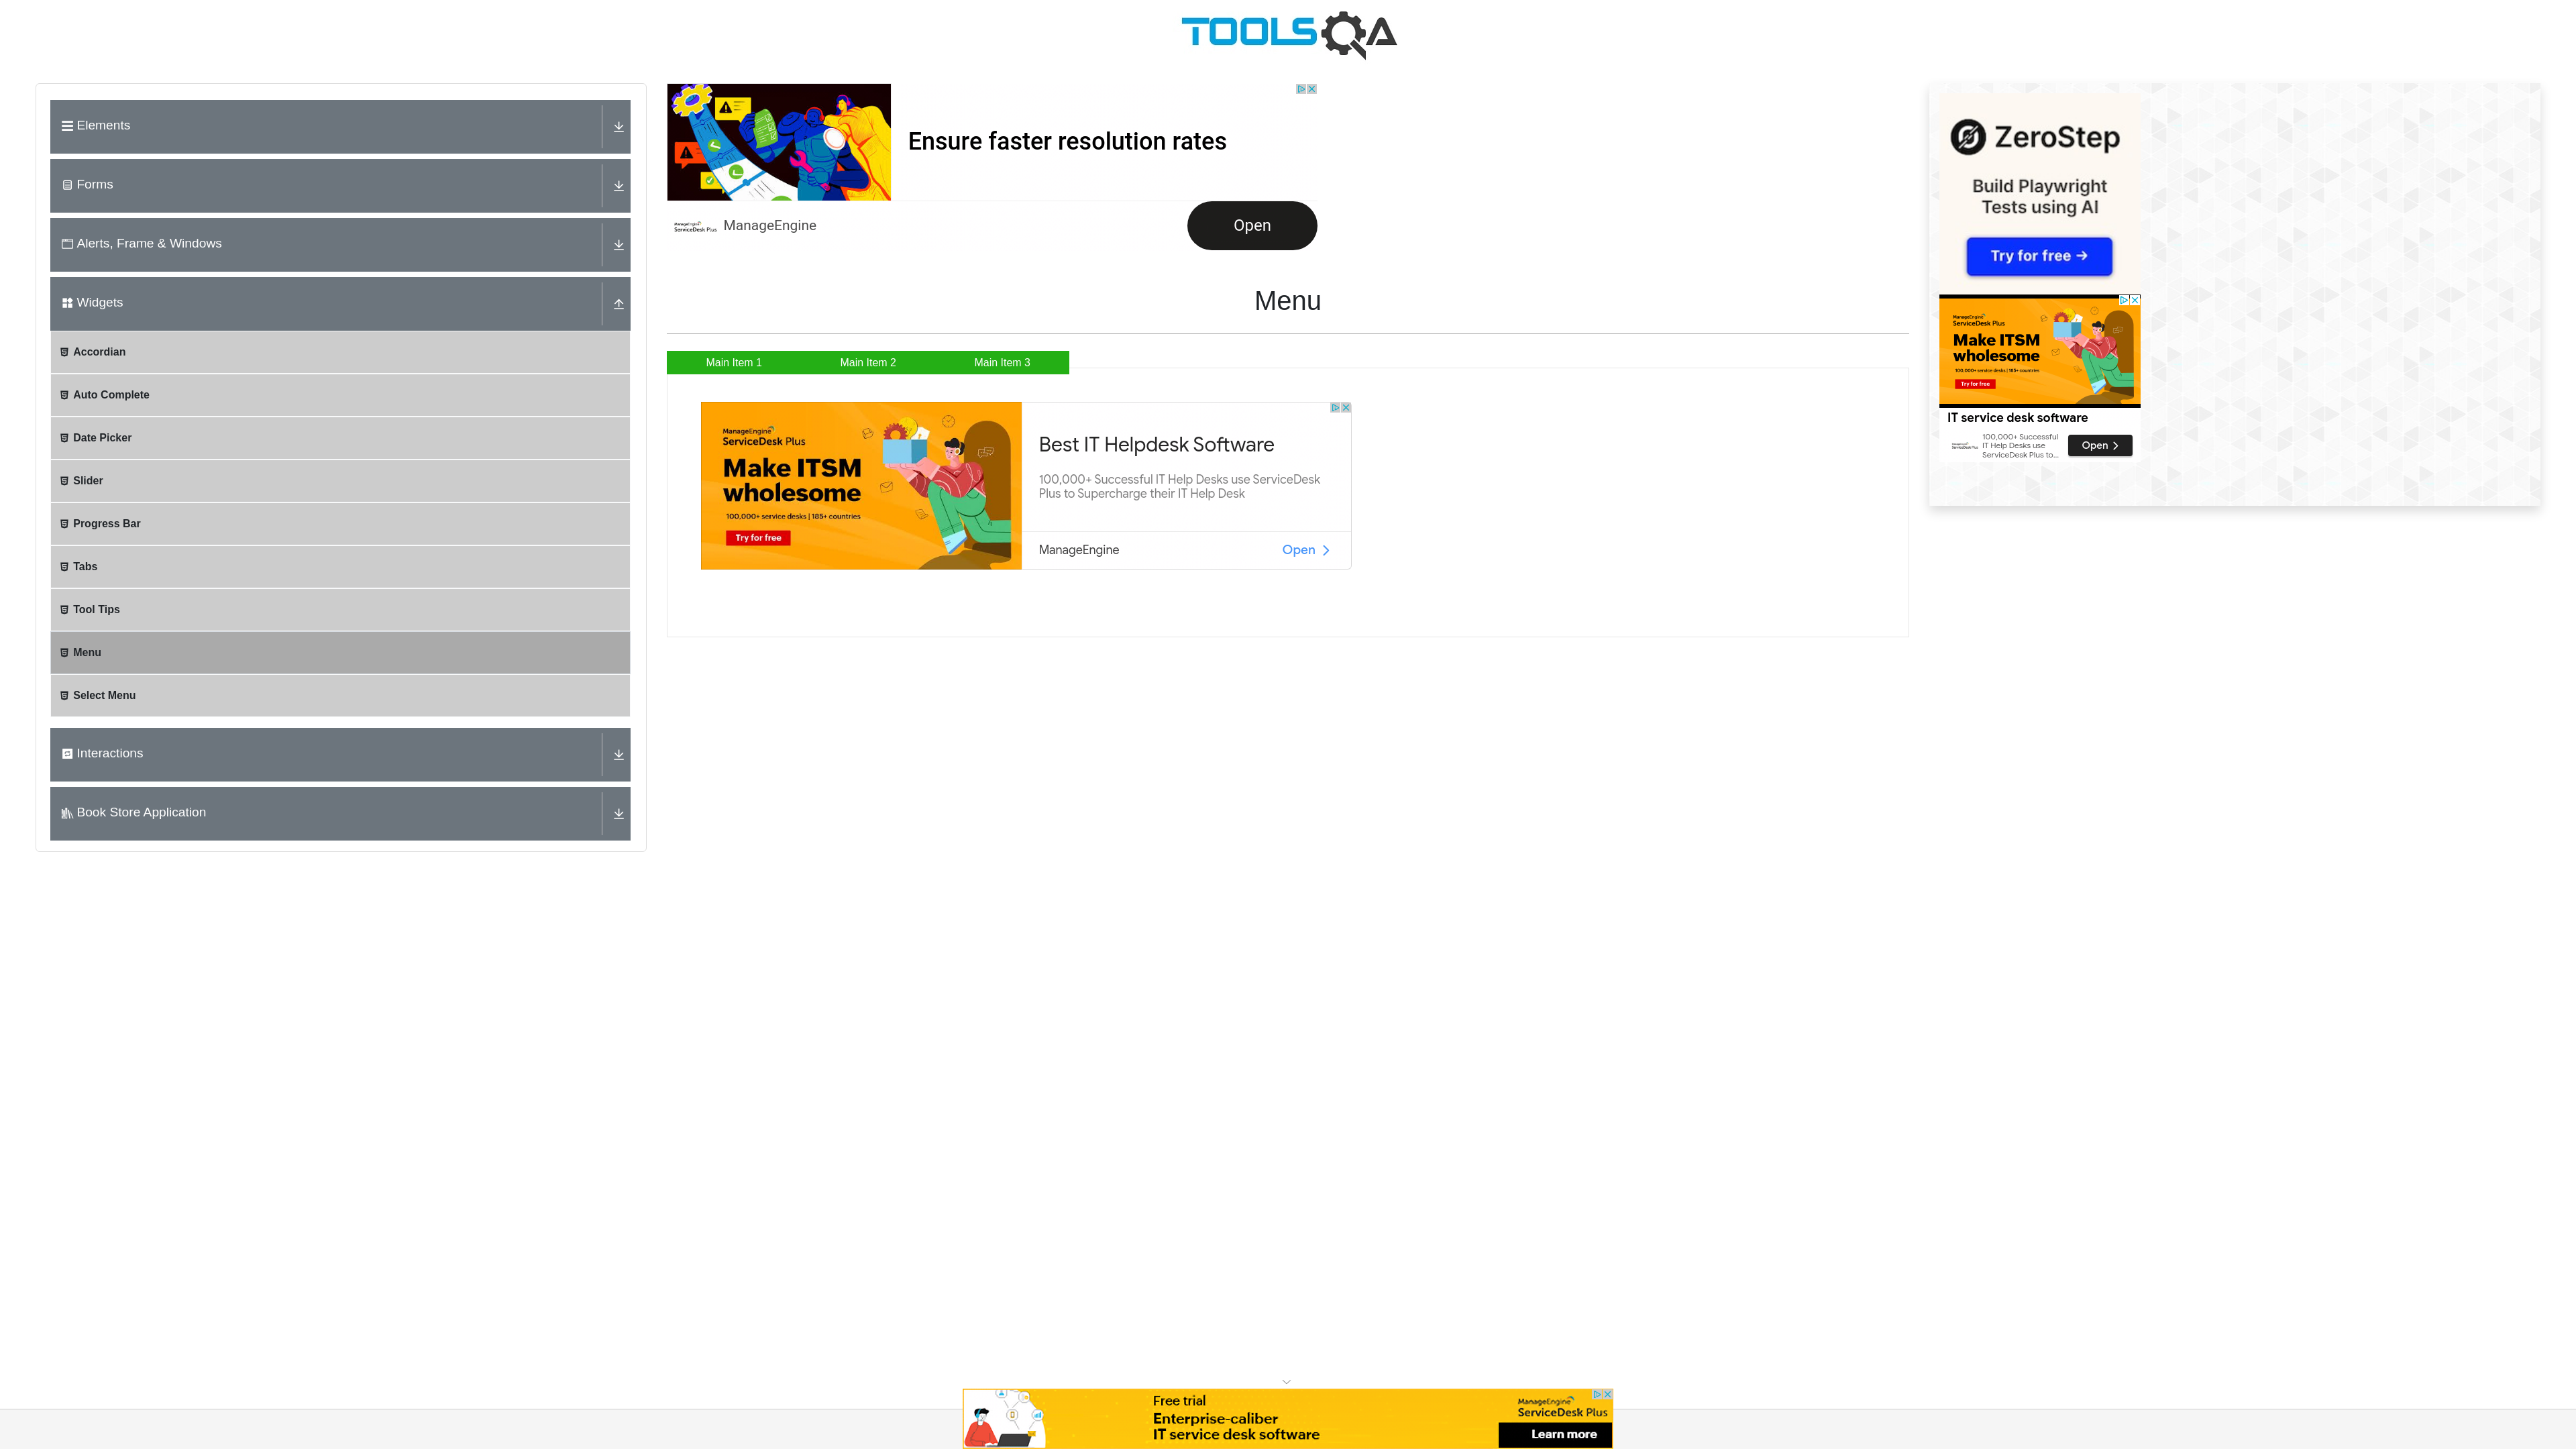 TOOLSQA
Elements
Forms
Alerts, Frame & Windows
Widgets
Accordian
Auto Complete
Date Picker
Slider
Progress Bar
Tabs
Tool Tips
Menu
Select Menu
Interactions
Book Store Application
Ensure faster resolution rates
ManageEngine
ServiceDesk Plus
ManageEngine
Open
Menu
Main Item 1
Main Item 2
Main Item 3
ManageEngine
ServiceDesk Plus
Make ITSM
wholesome
100,000+ service desks | 185+ countries
Try for free
Best IT Helpdesk Software
100,000+ Successful IT Help Desks use ServiceDesk
Plus to Supercharge their IT Help Desk
ManageEngine
Open
ZeroStep
Build Playwright
Tests using AI
Try for free →
ManageEngine
ServiceDesk Plus
Make ITSM
wholesome
100,000+ service desks | 185+ countries
Try for free
IT service desk software
ManageEngine
ServiceDesk Plus
100,000+ Successful
IT Help Desks use
ServiceDesk Plus to...
Open
Free trial
Enterprise-caliber
IT service desk software
ManageEngine
ServiceDesk Plus
Learn more